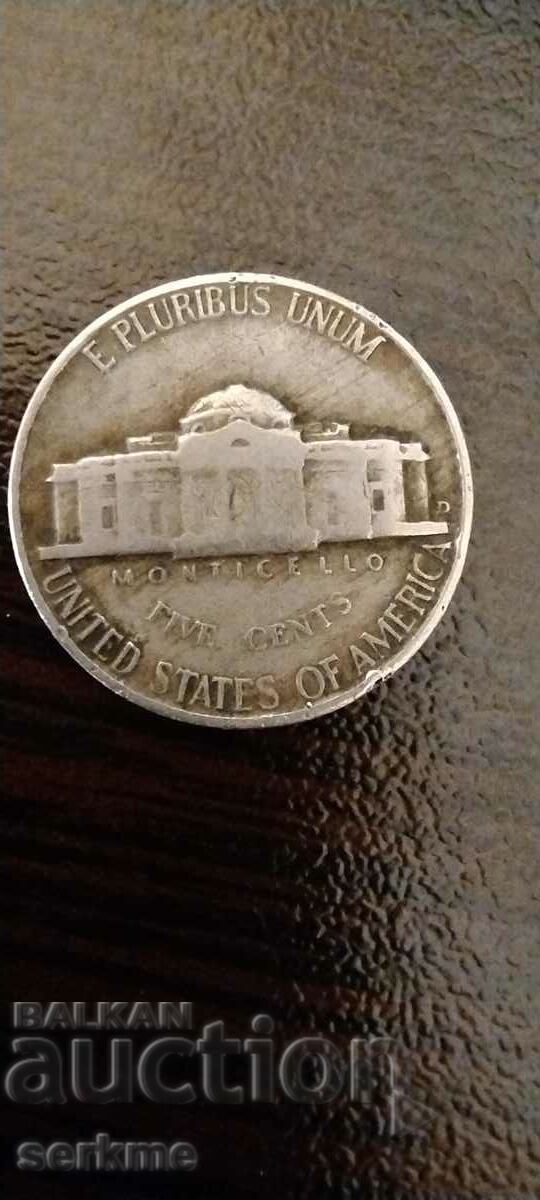 E PLURIBUS UNUM
D
MONTICELLO
FIVE CENTS
UNITED STATES OF AMERICA
BALKAN
auction
serkme